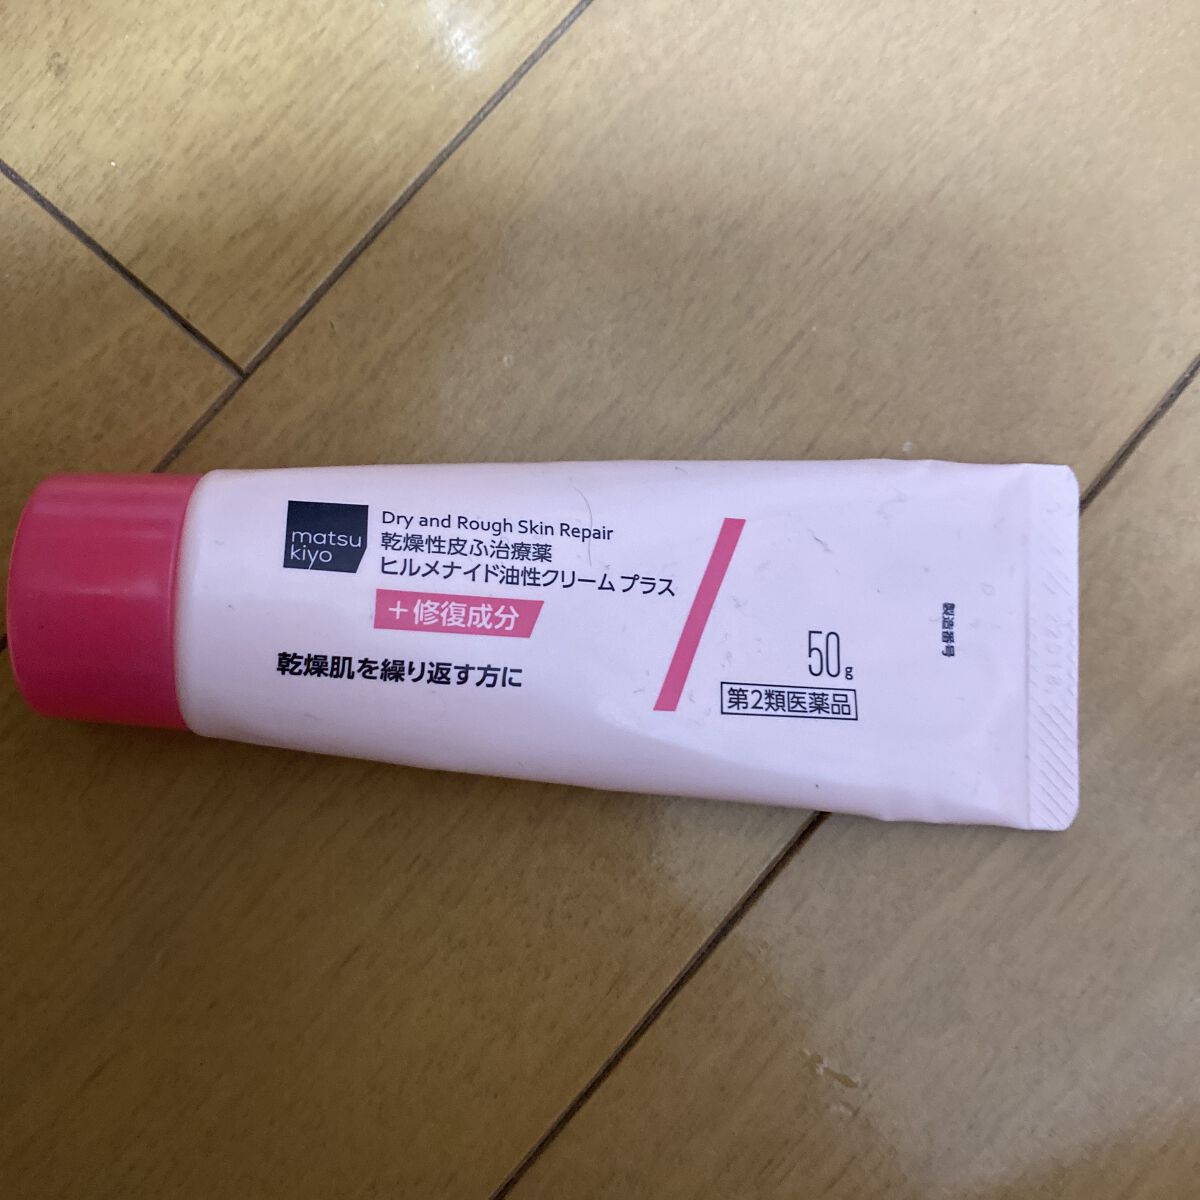 matsu
kiyo
Dry and Rough Skin Repair
乾燥性皮ふ治療薬
ヒルメナイド油性クリーム プラス
+修復成分
乾燥肌を繰り返す方に
50g
第2類医薬品
製造番号